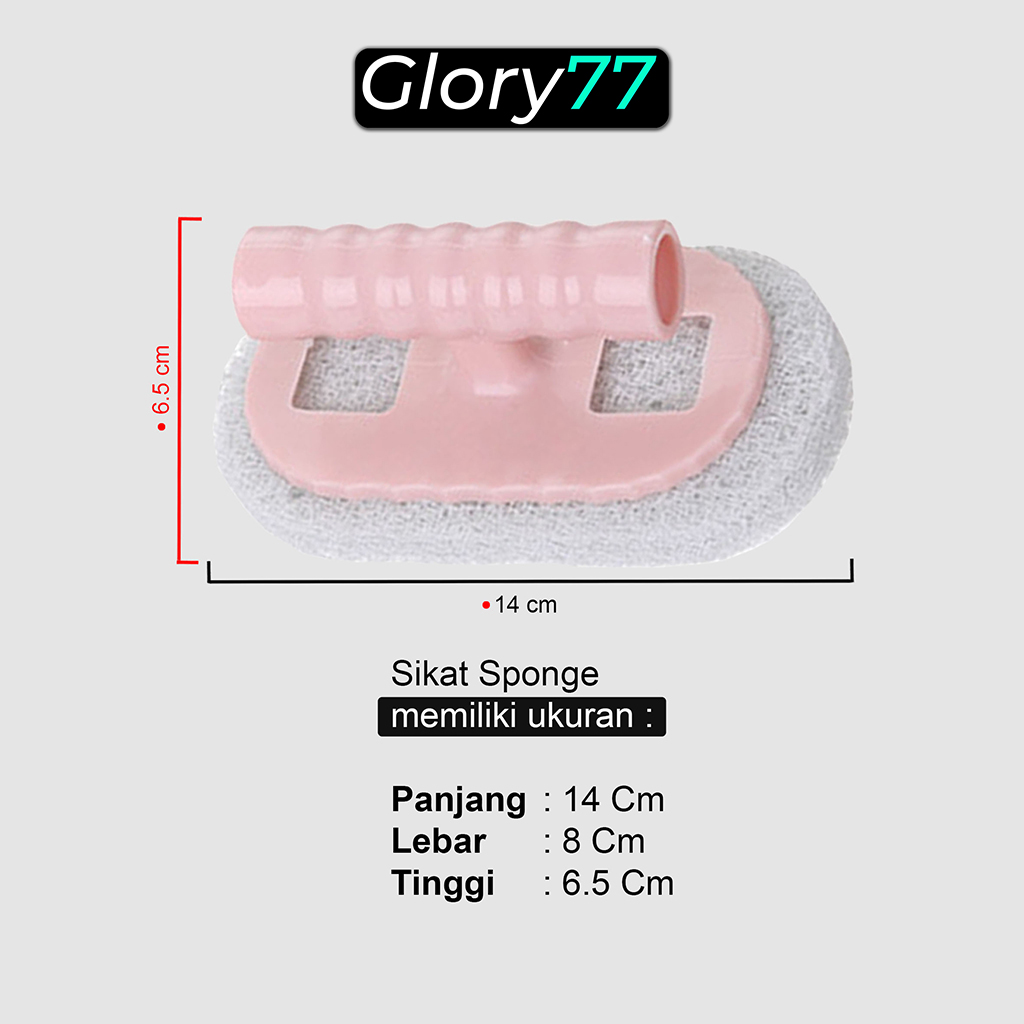 Glory77
• 6.5 cm
• 14 cm
Sikat Sponge
memiliki ukuran :
Panjang : 14 Cm
Lebar : 8 Cm
Tinggi : 6.5 Cm